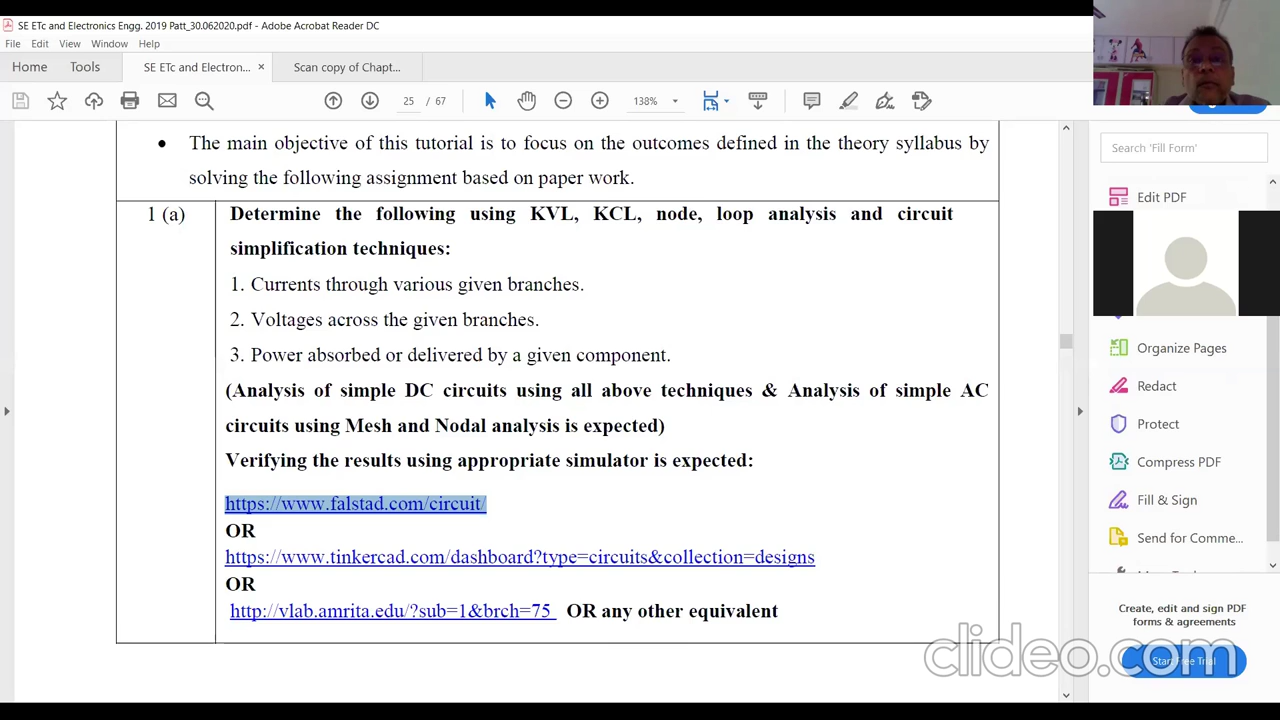 SE ETc and Electronics Engg. 2019 Patt_30.062020.pdf - Adobe Acrobat Reader DC
File Edit View Window Help
Home Tools SE ETc and Electron... × Scan copy of Chapt...
25 / 67 138%
• The main objective of this tutorial is to focus on the outcomes defined in the theory syllabus by
solving the following assignment based on paper work.
1 (a) Determine the following using KVL, KCL, node, loop analysis and circuit
simplification techniques:
1. Currents through various given branches.
2. Voltages across the given branches.
3. Power absorbed or delivered by a given component.
(Analysis of simple DC circuits using all above techniques & Analysis of simple AC
circuits using Mesh and Nodal analysis is expected)
Verifying the results using appropriate simulator is expected:
https://www.falstad.com/circuit/
OR
https://www.tinkercad.com/dashboard?type=circuits&collection=designs
OR
http://vlab.amrita.edu/?sub=1&brch=75 OR any other equivalent
Search 'Fill Form'
Edit PDF
Organize Pages
Redact
Protect
Compress PDF
Fill & Sign
Send for Comme...
Create, edit and sign PDF
forms & agreements
Start Free Trial
clideo.com